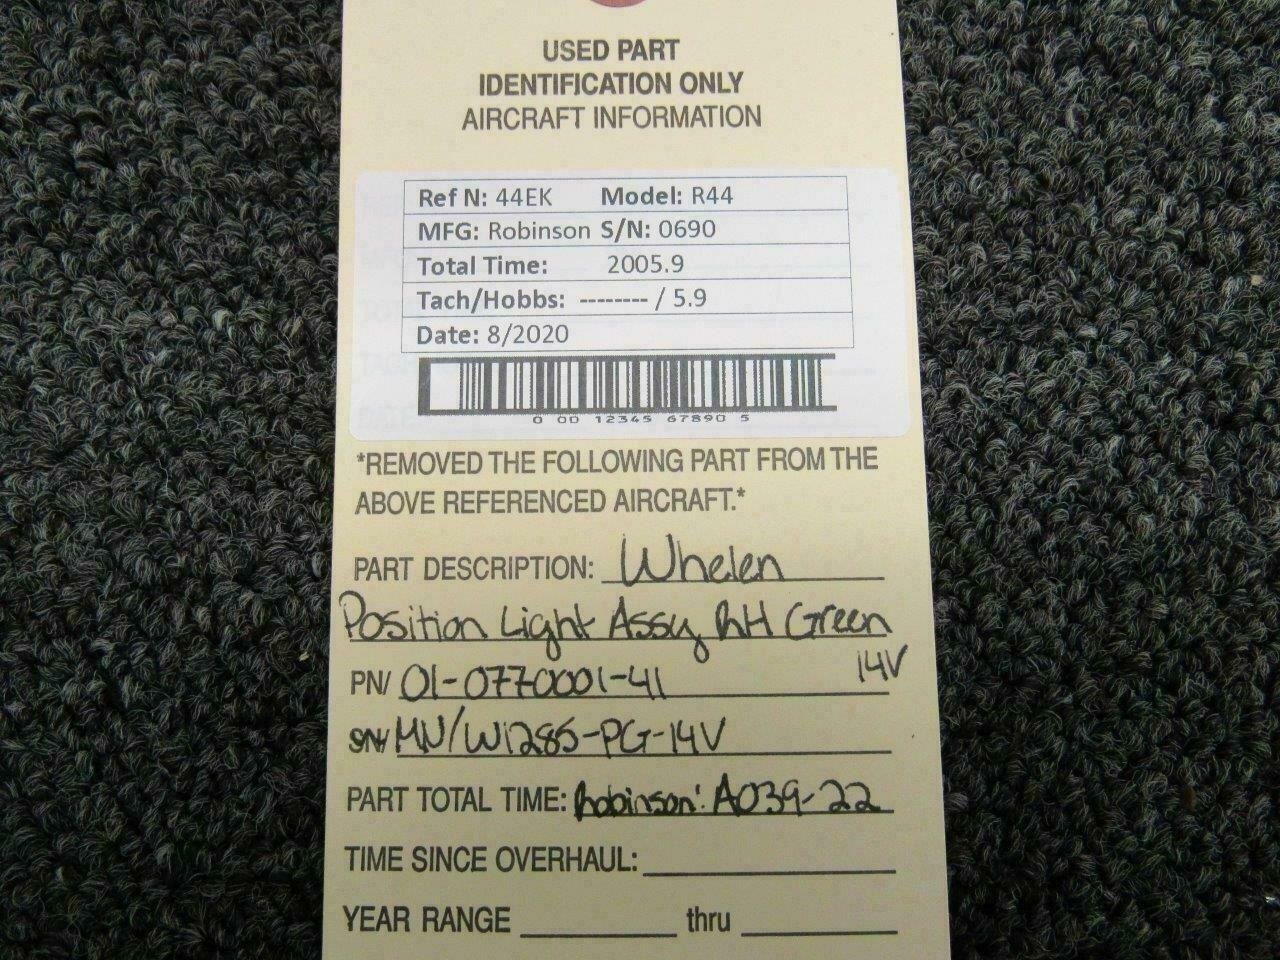 USED PART
IDENTIFICATION ONLY
AIRCRAFT INFORMATION
Ref N: 44EK Model: R44
MFG: Robinson S/N: 0690
Total Time: 2005.9
Tach/Hobbs: -------- / 5.9
Date: 8/2020
0 00 12345 67890 5
*REMOVED THE FOLLOWING PART FROM THE
ABOVE REFERENCED AIRCRAFT.*
PART DESCRIPTION: Whelen
Position Light Assy RH Green
14V
PN/ 01-0770001-41
MN/W1285-PG-14V
PART TOTAL TIME: Robinson: A039-22
TIME SINCE OVERHAUL:
YEAR RANGE thru